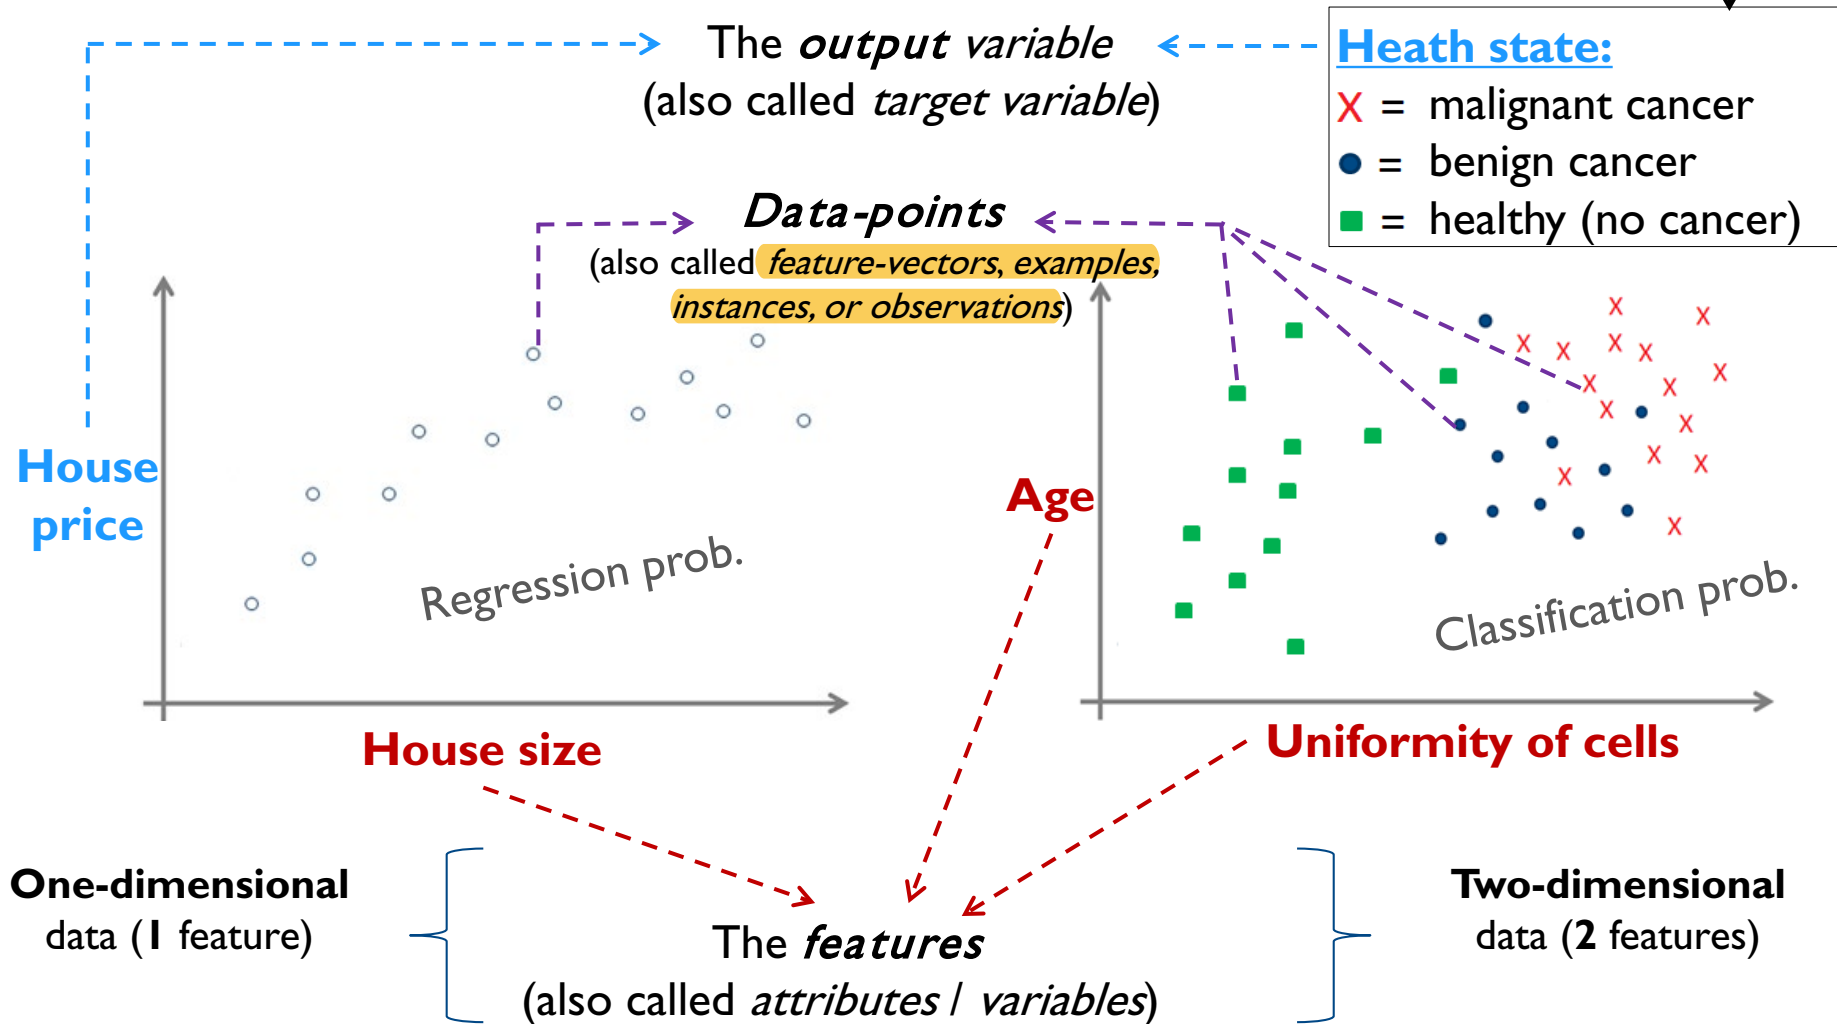 The output variable
(also called target variable)
Heath state:
X = malignant cancer
= benign cancer
= healthy (no cancer)
Data-points
(also called feature-vectors, examples,
instances, or observations)
House
price
Regression prob.
House size
Age
Classification prob.
Uniformity of cells
One-dimensional
data (1 feature)
The features
(also called attributes / variables)
Two-dimensional
data (2 features)